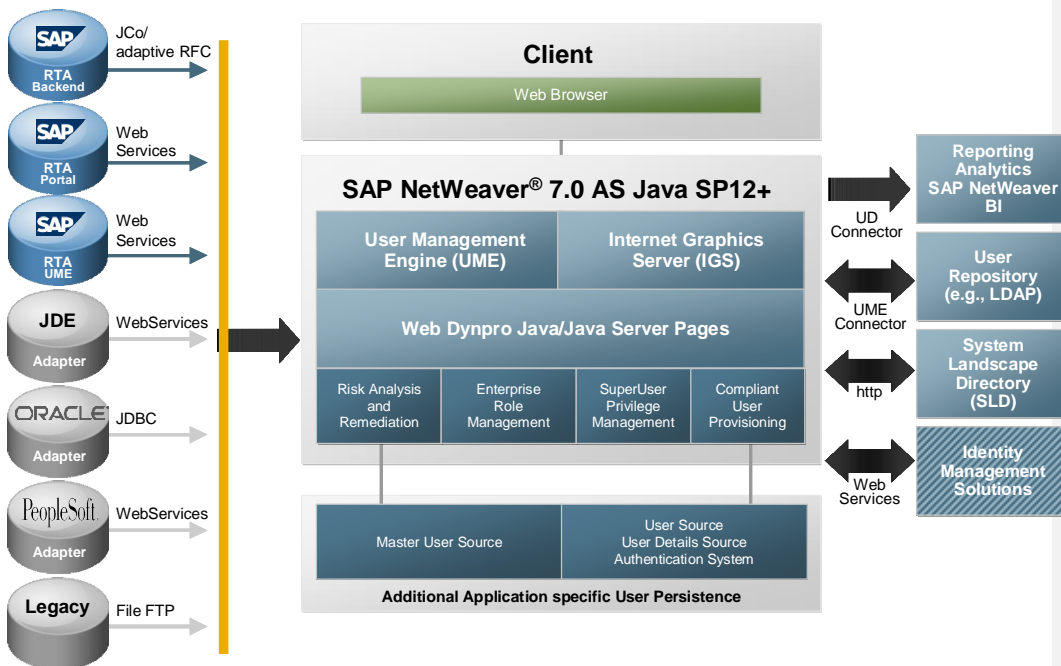 SAP
RTA
Backend
JCo/
adaptive RFC
SAP
RTA
Portal
Web
Services
SAP
RTA
UME
Web
Services
JDE
Adapter
WebServices
ORACLE
Adapter
JDBC
PeopleSoft.
Adapter
WebServices
Legacy
File FTP
Client
Web Browser
SAP NetWeaver® 7.0 AS Java SP12+
User Management
Engine (UME)
Internet Graphics
Server (IGS)
Web Dynpro Java/Java Server Pages
Risk Analysis
and
Remediation
Enterprise
Role
Management
SuperUser
Privilege
Management
Compliant
User
Provisioning
Master User Source
User Source
User Details Source
Authentication System
Additional Application specific User Persistence
UD
Connector
Reporting
Analytics
SAP NetWeaver
BI
UME
Connector
User
Repository
(e.g., LDAP)
http
System
Landscape
Directory
(SLD)
Web
Services
Identity
Management
Solutions